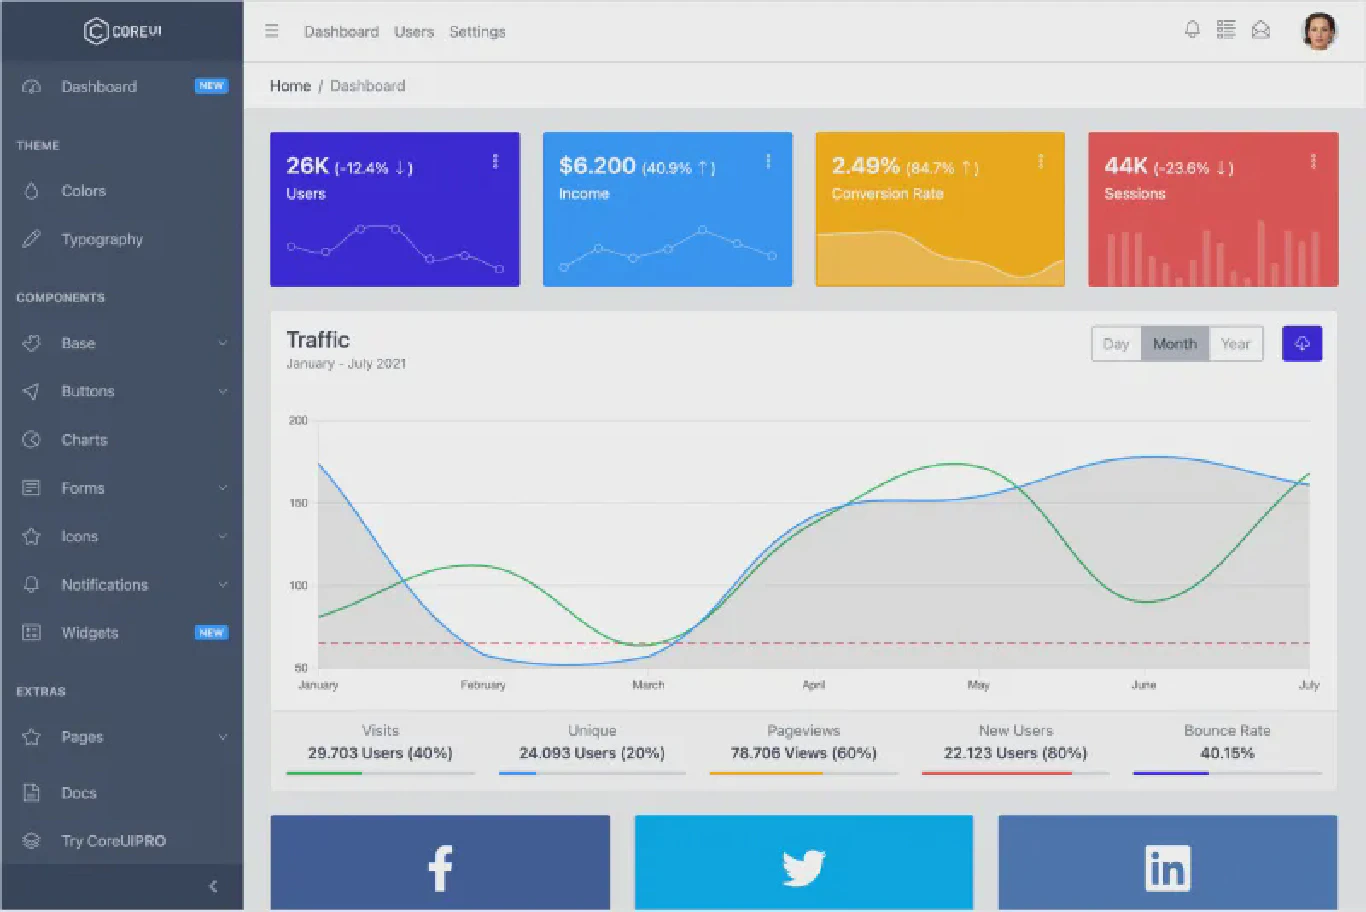 COREUI
Dashboard NEW
THEME
Colors
Typography
COMPONENTS
Base
Buttons
Charts
Forms
Icons
Notifications
Widgets NEW
EXTRAS
Pages
Docs
Try CoreUI PRO
Dashboard Users Settings
Home / Dashboard
26K (-12.4% ↓)
Users
$6.200 (40.9% ↑)
Income
2.49% (84.7% ↑)
Conversion Rate
44K (-23.6% ↓)
Sessions
Traffic
January - July 2021
Day Month Year
200
150
100
50
January February March April May June July
Visits
29.703 Users (40%)
Unique
24.093 Users (20%)
Pageviews
78.706 Views (60%)
New Users
22.123 Users (80%)
Bounce Rate
40.15%
f
in